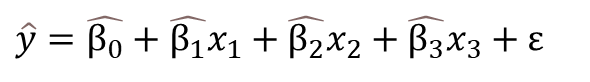 ŷ = β̂₀ + β̂₁x₁ + β̂₂x₂ + β̂₃x₃ + ε